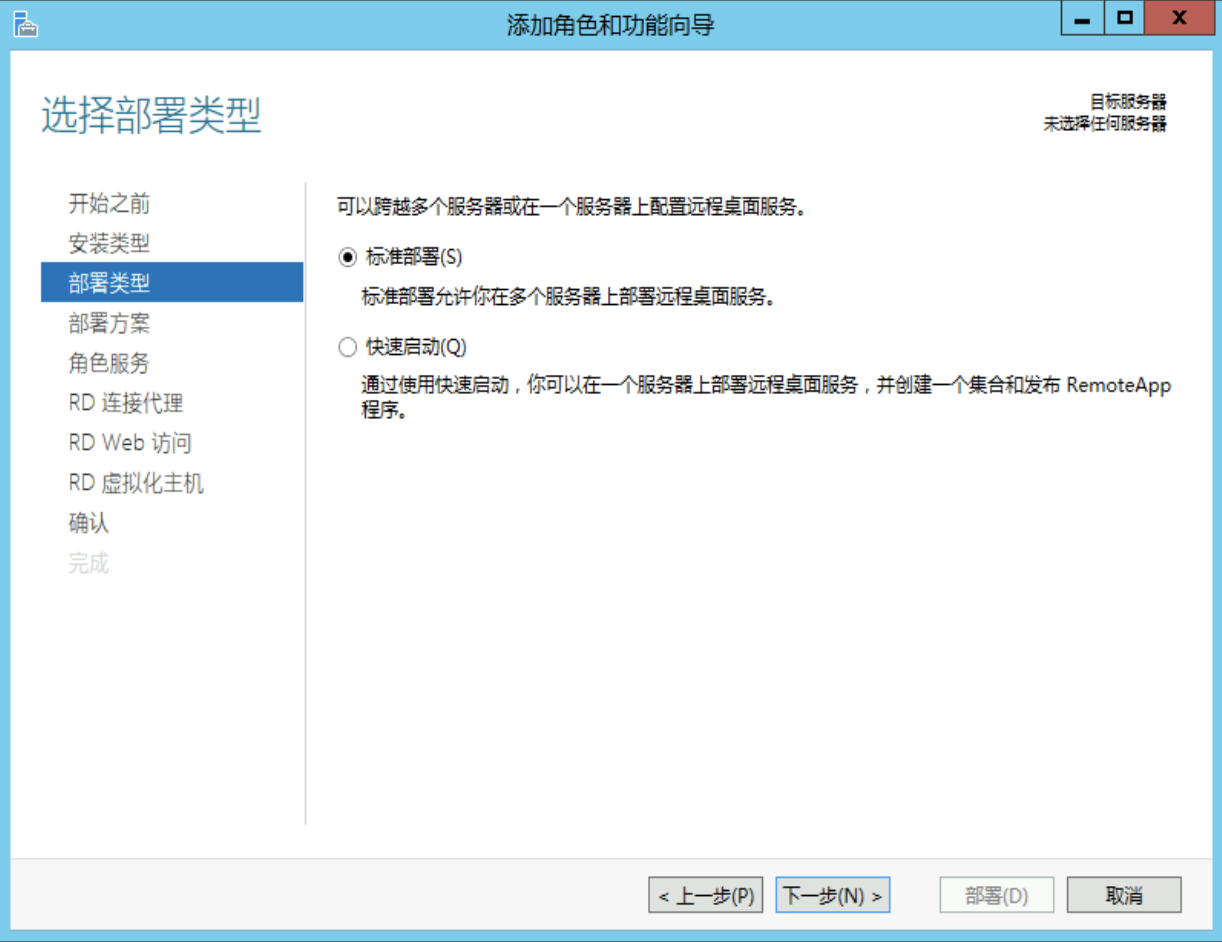 添加角色和功能向导
选择部署类型
目标服务器
未选择任何服务器
开始之前
安装类型
部署类型
部署方案
角色服务
RD 连接代理
RD Web 访问
RD 虚拟化主机
确认
完成
可以跨越多个服务器或在一个服务器上配置远程桌面服务。
标准部署(S)
标准部署允许你在多个服务器上部署远程桌面服务。
快速启动(Q)
通过使用快速启动，你可以在一个服务器上部署远程桌面服务，并创建一个集合和发布 RemoteApp
程序。
< 上一步(P)
下一步(N) >
部署(D)
取消